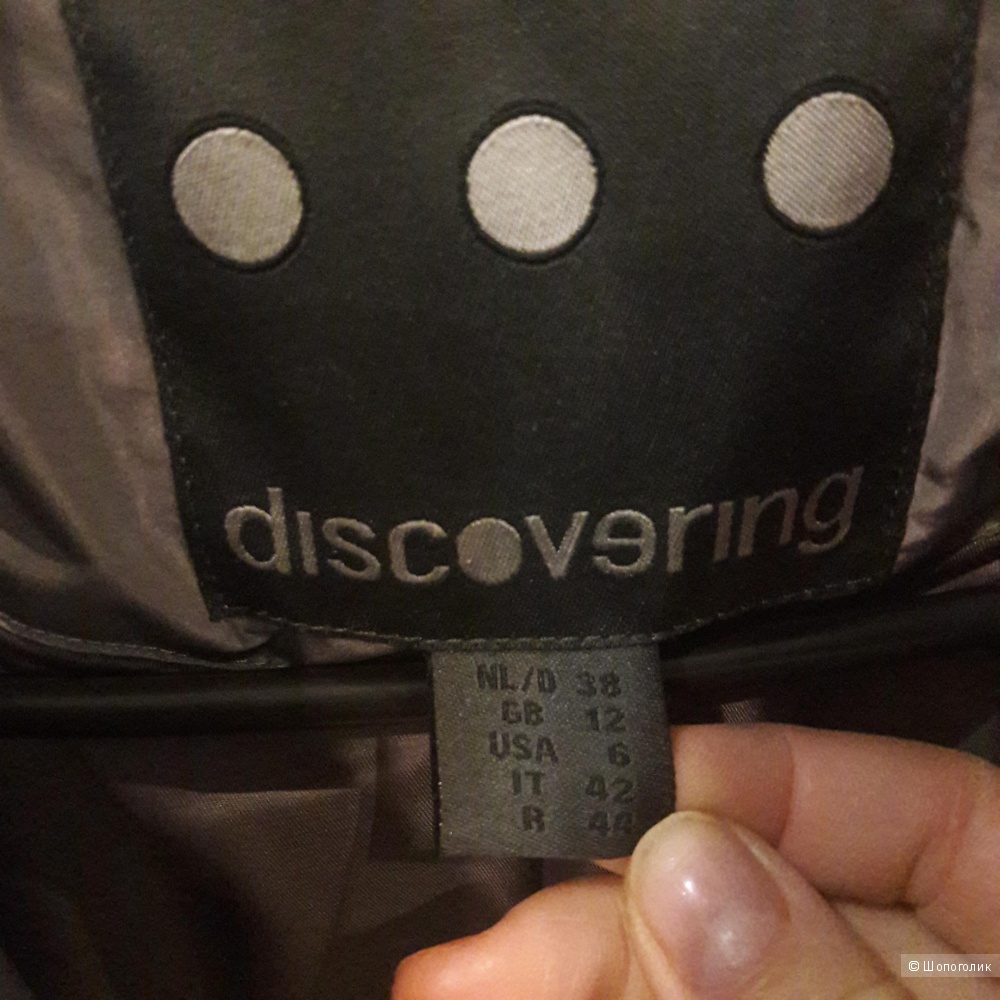 discovering
NL/D 38
GB 12
USA 6
IT 42
R 44
© Шопоголик